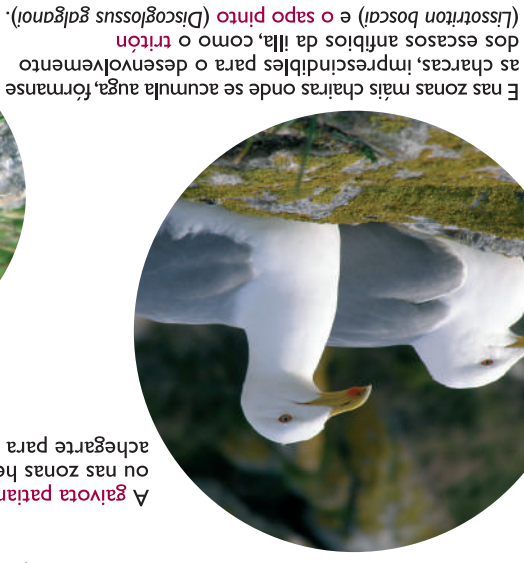 A gaivota patian
ou nas zonas he
achegarte para
E nas zonas máis chairas onde se acumula auga, fórmanse
as charcas, imprescindibles para o desenvolvemento
dos escasos anfibios da illa, como o tritón
(Lissotriton boscai) e o sapo pinto (Discoglossus galganoi).